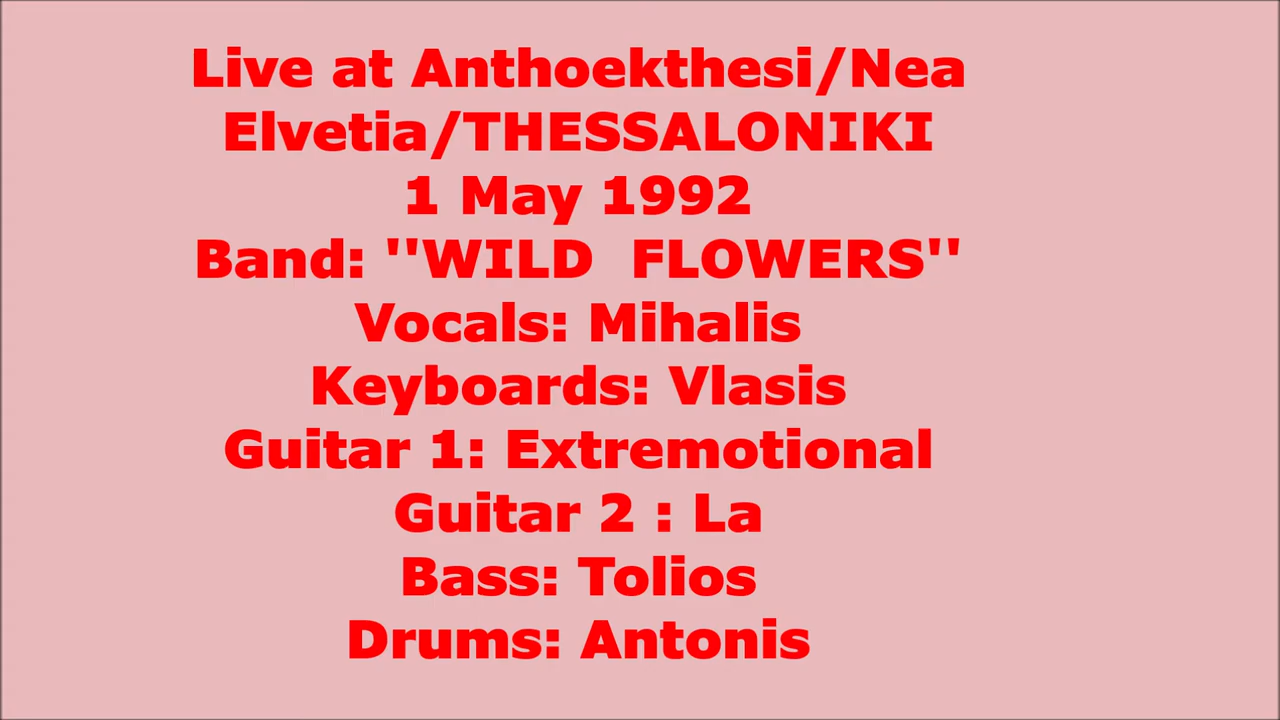 Live at Anthoekthesi/Nea
Elvetia/THESSALONIKI
1 May 1992
Band: ''WILD  FLOWERS''
Vocals: Mihalis
Keyboards: Vlasis
Guitar 1: Extremotional
Guitar 2 : La
Bass: Tolios
Drums: Antonis